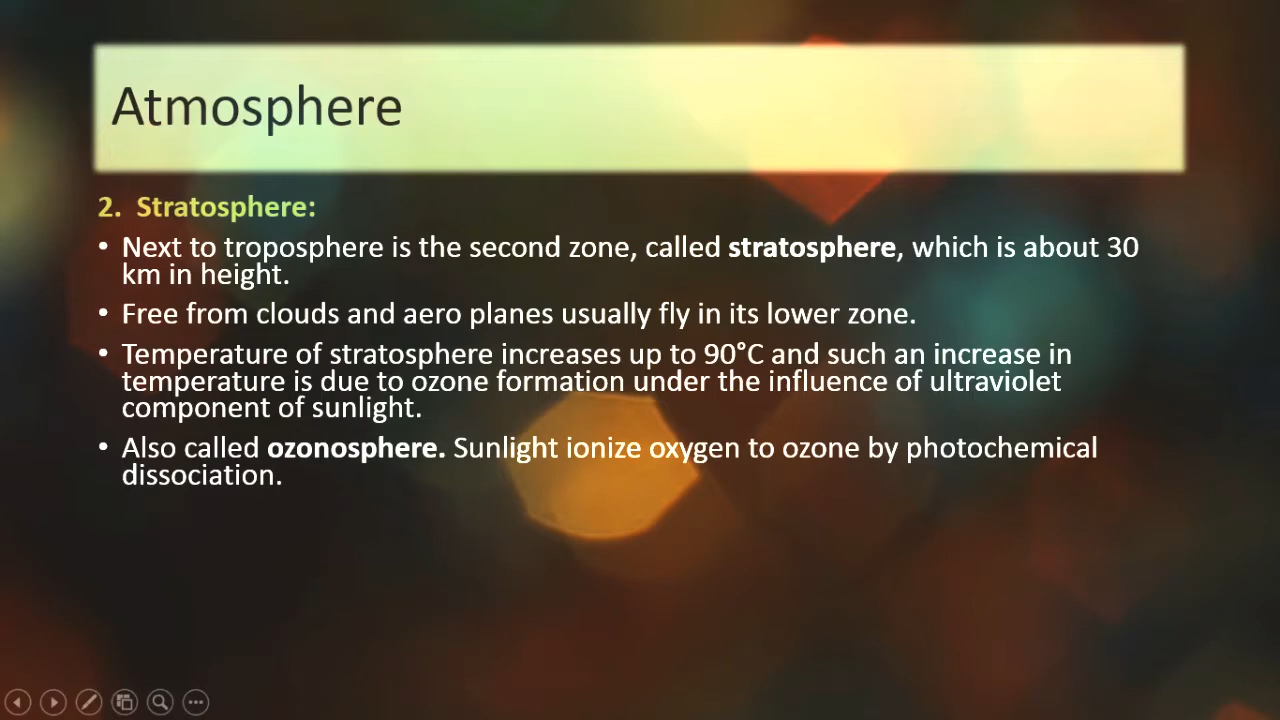 Atmosphere
2. Stratosphere:
• Next to troposphere is the second zone, called stratosphere, which is about 30
km in height.
• Free from clouds and aero planes usually fly in its lower zone.
• Temperature of stratosphere increases up to 90°C and such an increase in
temperature is due to ozone formation under the influence of ultraviolet
component of sunlight.
• Also called ozonosphere. Sunlight ionize oxygen to ozone by photochemical
dissociation.